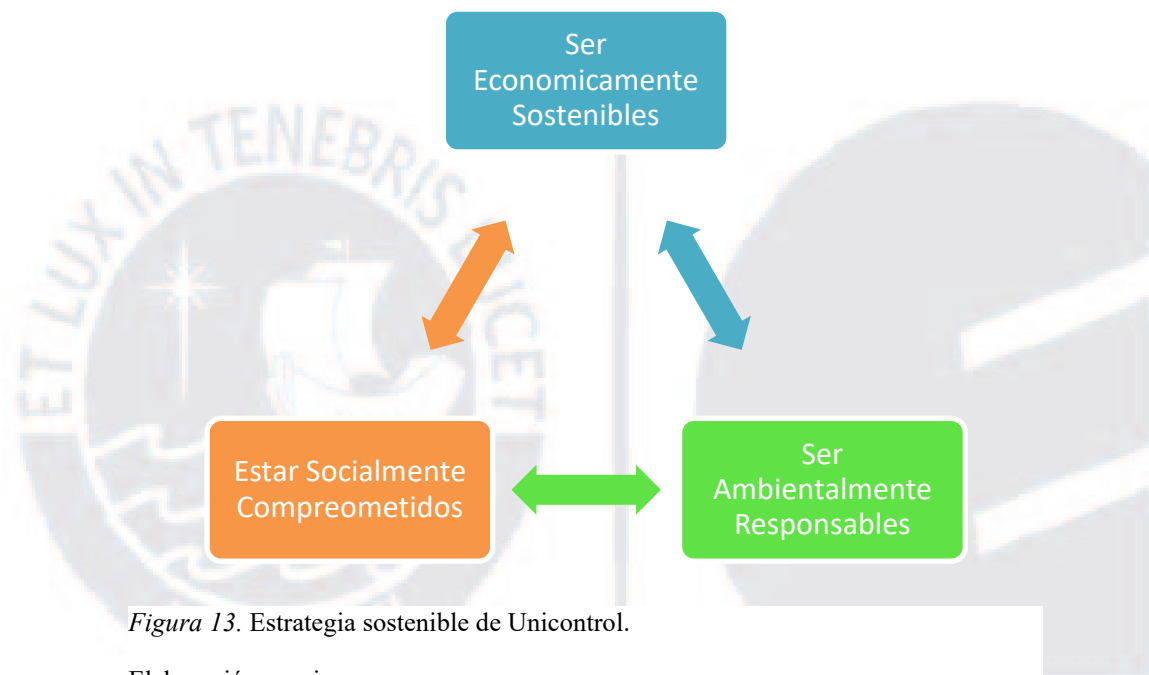 Ser
Economicamente
Sostenibles
ET LUX IN TENEBRIS LUCET
Estar Socialmente
Compreometidos
Ser
Ambientalmente
Responsables
Figura 13. Estrategia sostenible de Unicontrol.